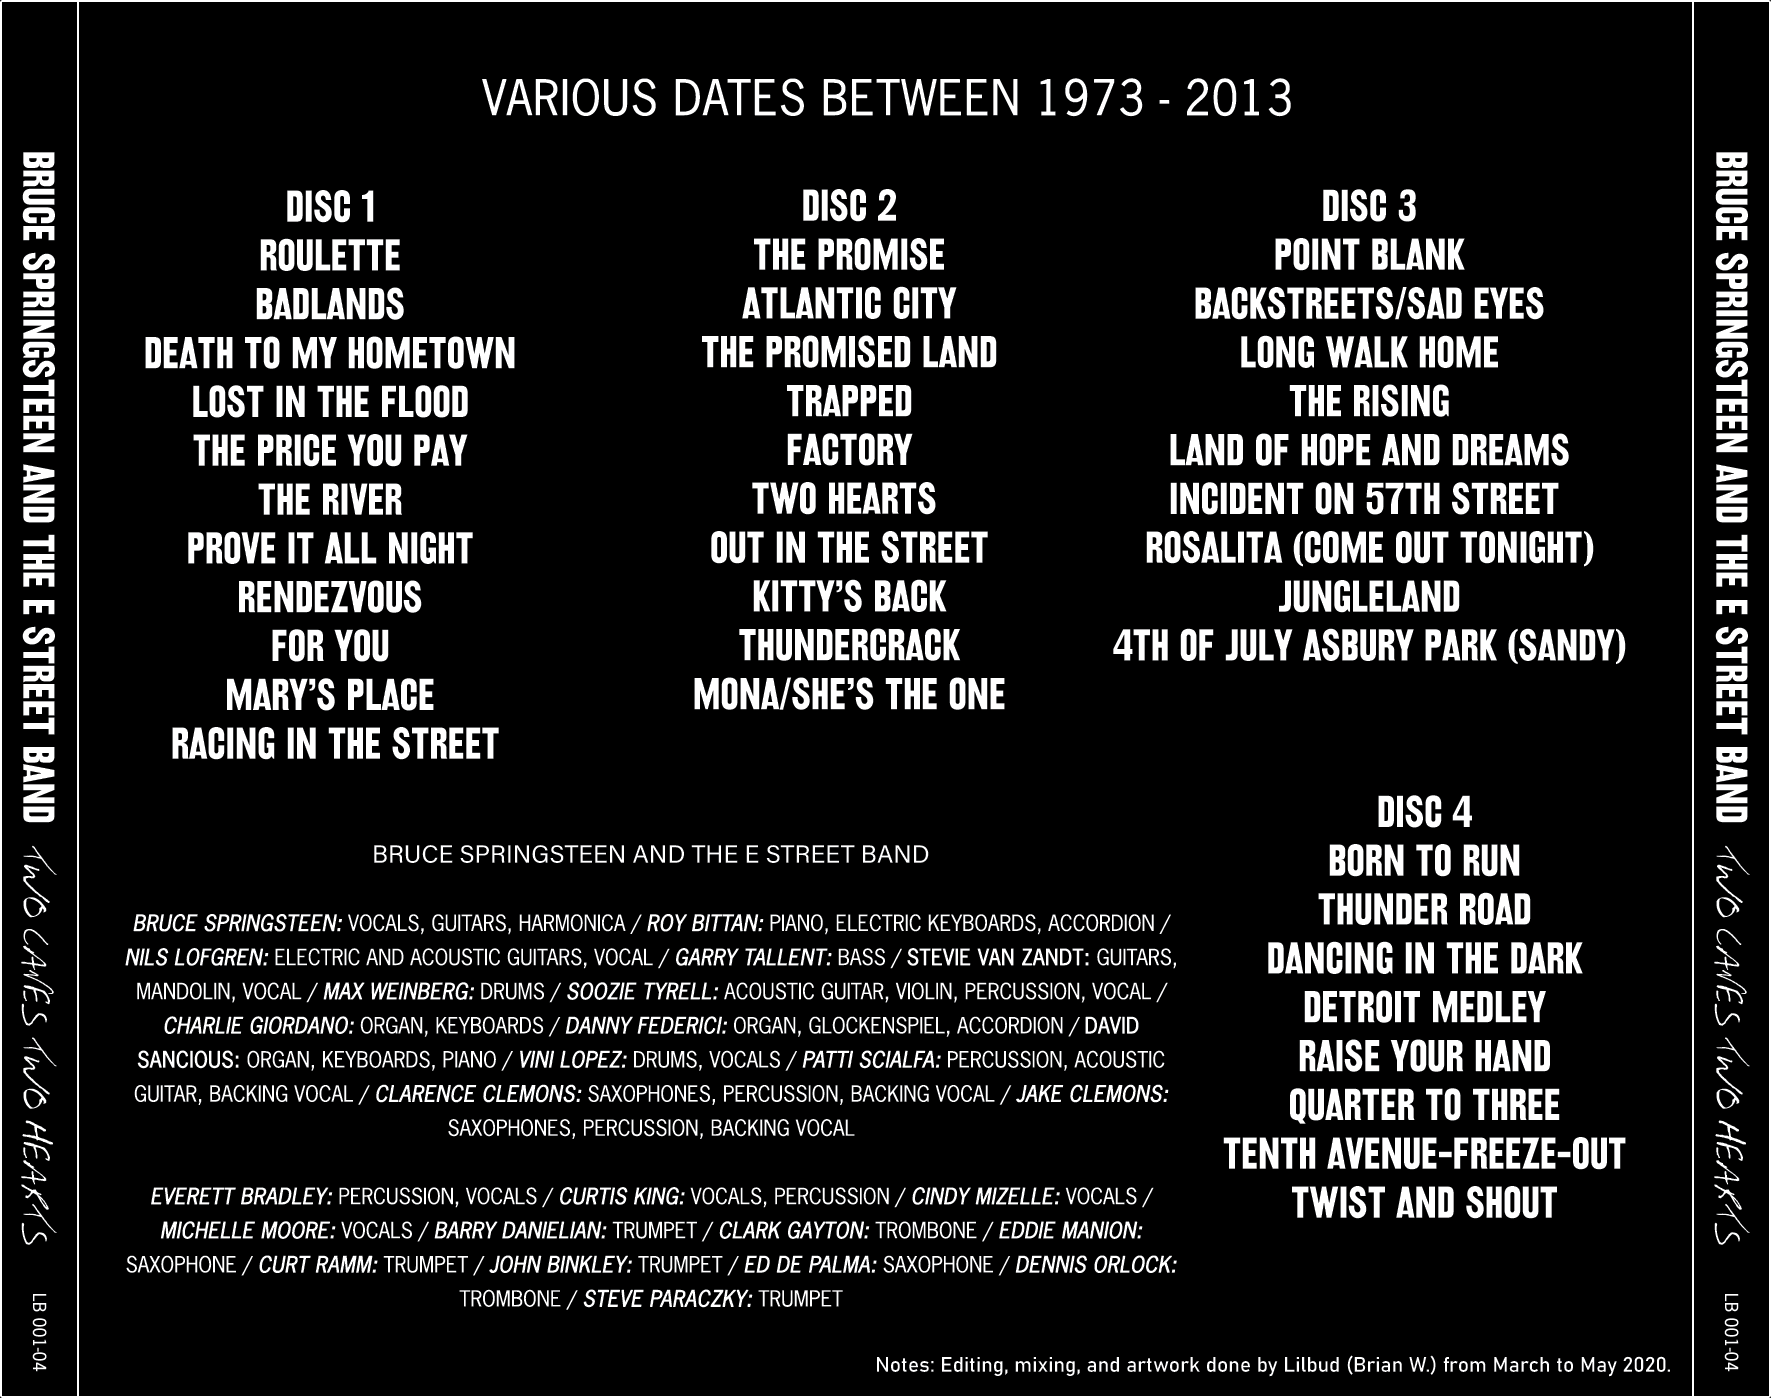 VARIOUS DATES BETWEEN 1973 - 2013
BRUCE SPRINGSTEEN AND THE E STREET BAND TWO CANES TWO HEARTS LB 001-04
DISC 1
ROULETTE
BADLANDS
DEATH TO MY HOMETOWN
LOST IN THE FLOOD
THE PRICE YOU PAY
THE RIVER
PROVE IT ALL NIGHT
RENDEZVOUS
FOR YOU
MARY'S PLACE
RACING IN THE STREET
DISC 2
THE PROMISE
ATLANTIC CITY
THE PROMISED LAND
TRAPPED
FACTORY
TWO HEARTS
OUT IN THE STREET
KITTY'S BACK
THUNDERCRACK
MONA/SHE'S THE ONE
DISC 3
POINT BLANK
BACKSTREETS/SAD EYES
LONG WALK HOME
THE RISING
LAND OF HOPE AND DREAMS
INCIDENT ON 57TH STREET
ROSALITA (COME OUT TONIGHT)
JUNGLELAND
4TH OF JULY ASBURY PARK (SANDY)
DISC 4
BORN TO RUN
THUNDER ROAD
DANCING IN THE DARK
DETROIT MEDLEY
RAISE YOUR HAND
QUARTER TO THREE
TENTH AVENUE-FREEZE-OUT
TWIST AND SHOUT
BRUCE SPRINGSTEEN AND THE E STREET BAND
BRUCE SPRINGSTEEN: VOCALS, GUITARS, HARMONICA / ROY BITTAN: PIANO, ELECTRIC KEYBOARDS, ACCORDION /
NILS LOFGREN: ELECTRIC AND ACOUSTIC GUITARS, VOCAL / GARRY TALLENT: BASS / STEVIE VAN ZANDT: GUITARS,
MANDOLIN, VOCAL / MAX WEINBERG: DRUMS / SOOZIE TYRELL: ACOUSTIC GUITAR, VIOLIN, PERCUSSION, VOCAL /
CHARLIE GIORDANO: ORGAN, KEYBOARDS / DANNY FEDERICI: ORGAN, GLOCKENSPIEL, ACCORDION / DAVID
SANCIOUS: ORGAN, KEYBOARDS, PIANO / VINI LOPEZ: DRUMS, VOCALS / PATTI SCIALFA: PERCUSSION, ACOUSTIC
GUITAR, BACKING VOCAL / CLARENCE CLEMONS: SAXOPHONES, PERCUSSION, BACKING VOCAL / JAKE CLEMONS:
SAXOPHONES, PERCUSSION, BACKING VOCAL
EVERETT BRADLEY: PERCUSSION, VOCALS / CURTIS KING: VOCALS, PERCUSSION / CINDY MIZELLE: VOCALS /
MICHELLE MOORE: VOCALS / BARRY DANIELIAN: TRUMPET / CLARK GAYTON: TROMBONE / EDDIE MANION:
SAXOPHONE / CURT RAMM: TRUMPET / JOHN BINKLEY: TRUMPET / ED DE PALMA: SAXOPHONE / DENNIS ORLOCK:
TROMBONE / STEVE PARACZKY: TRUMPET
Notes: Editing, mixing, and artwork done by Lilbud (Brian W.) from March to May 2020.
BRUCE SPRINGSTEEN AND THE E STREET BAND TWO CANES TWO HEARTS LB 001-04